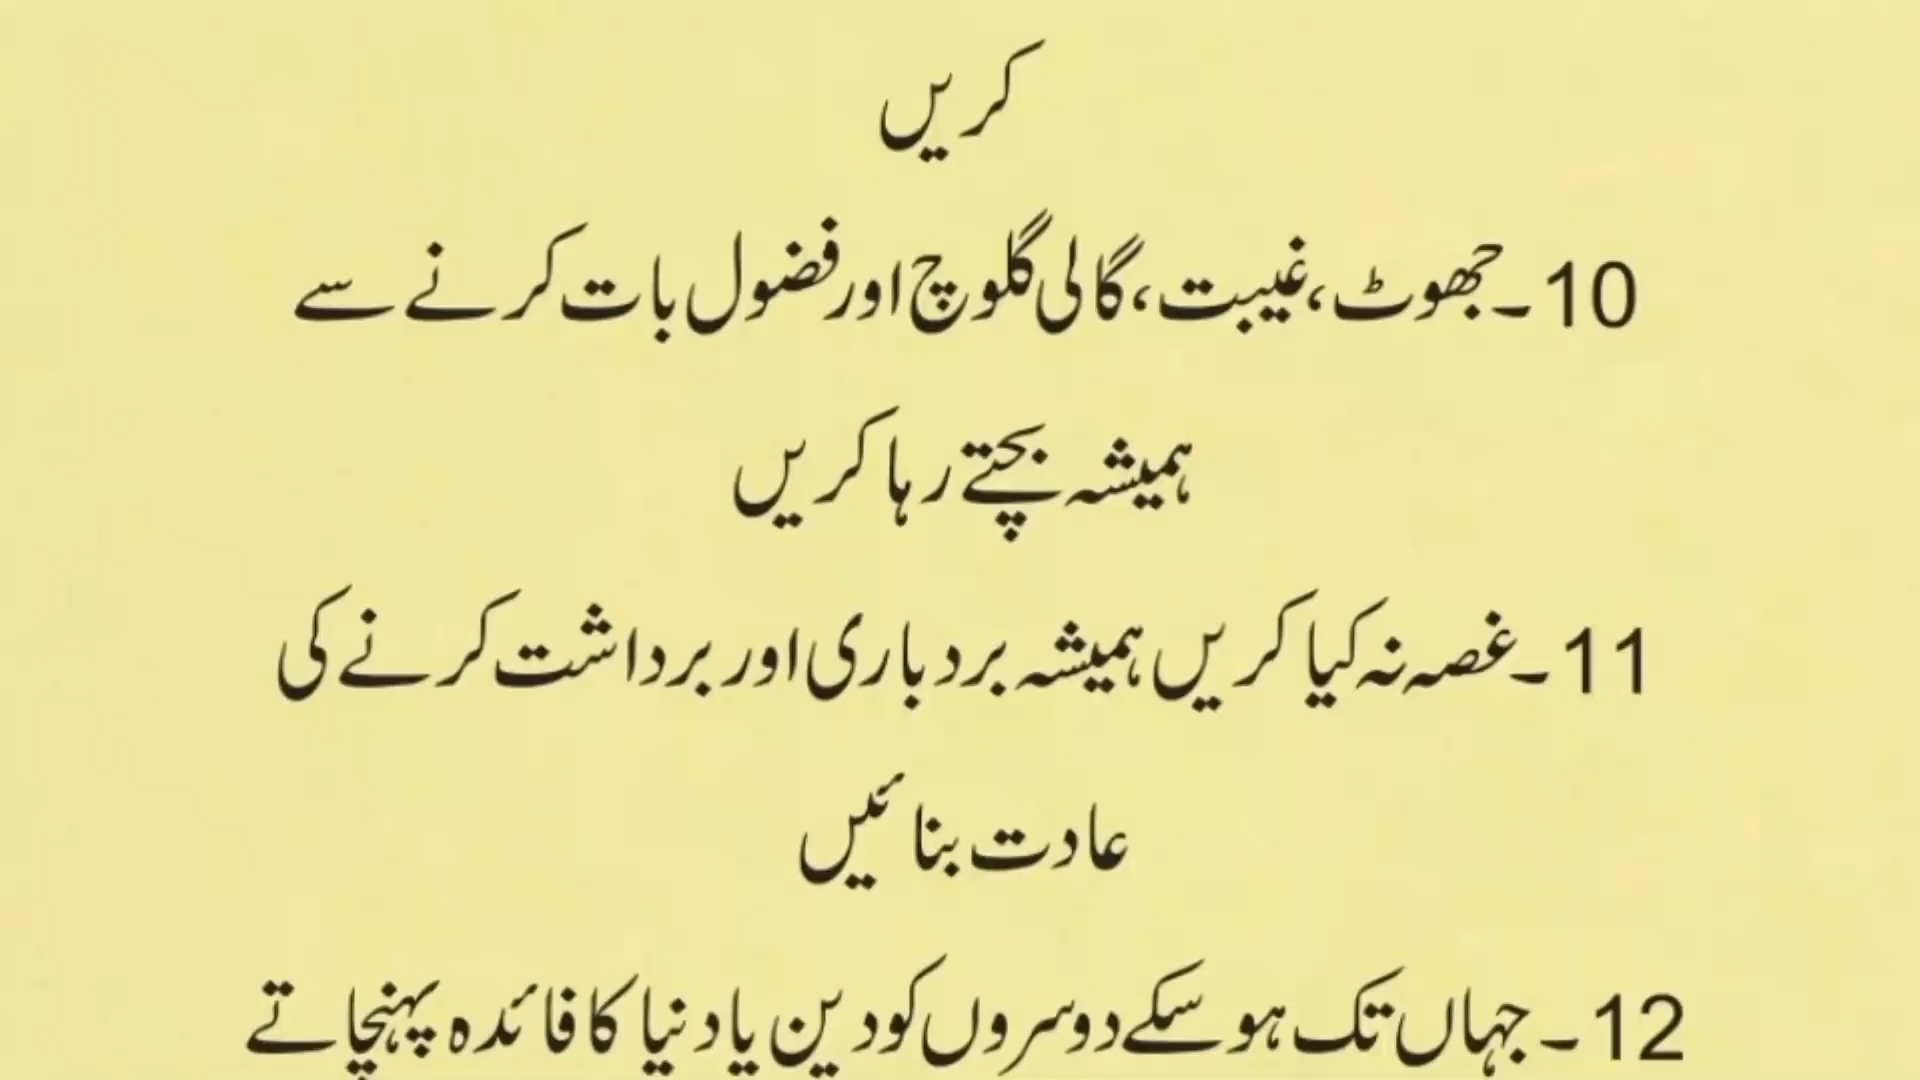 کریں
10۔جھوٹ، غیبت، گالی گلوچ اور فضول بات کرنے سے
ہمیشہ بچتے رہا کریں
11۔غصہ نہ کیا کریں ہمیشہ بردباری اور برداشت کرنے کی
عادت بنائیں
12۔جہاں تک ہو سکے دوسروں کو دین یا دنیا کا فائدہ پہنچاتے